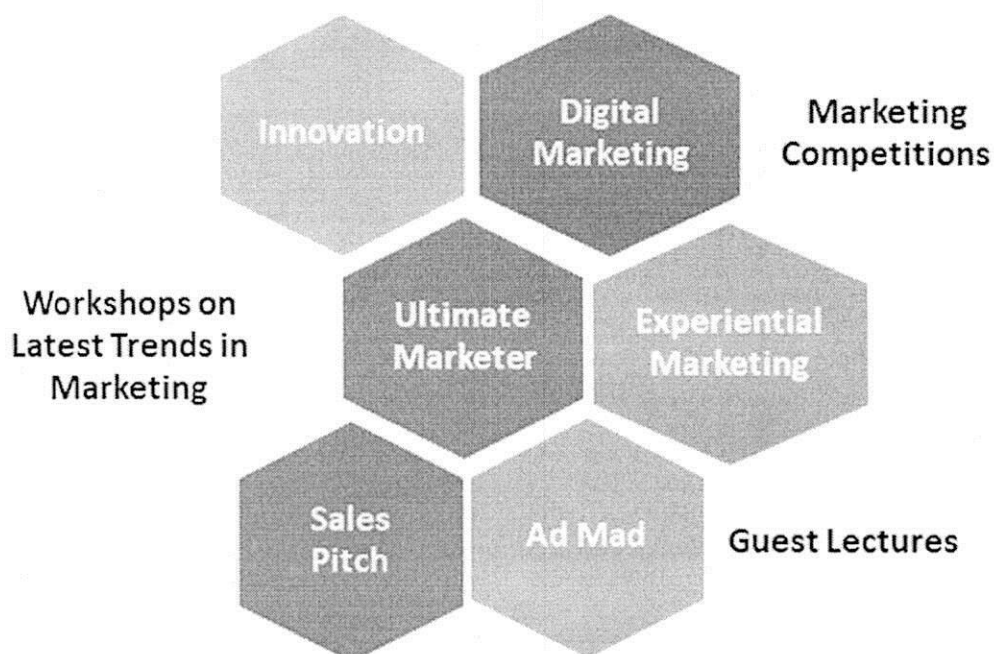 Innovation
Digital
Marketing
Marketing
Competitions
Workshops on
Latest Trends in
Marketing
Ultimate
Marketer
Experiential
Marketing
Sales
Pitch
Ad Mad
Guest Lectures